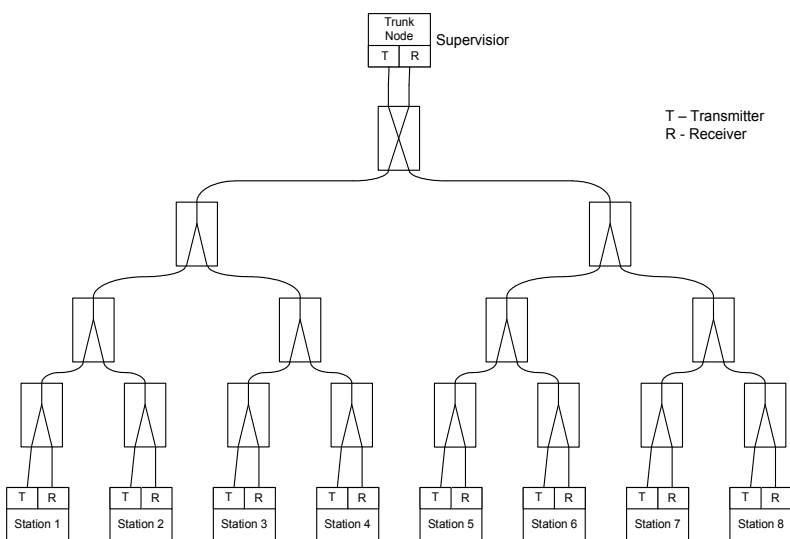 Trunk
Node
T R
Supervisior
T – Transmitter
R - Receiver
T R T R T R T R T R T R T R T R
Station 1 Station 2 Station 3 Station 4 Station 5 Station 6 Station 7 Station 8